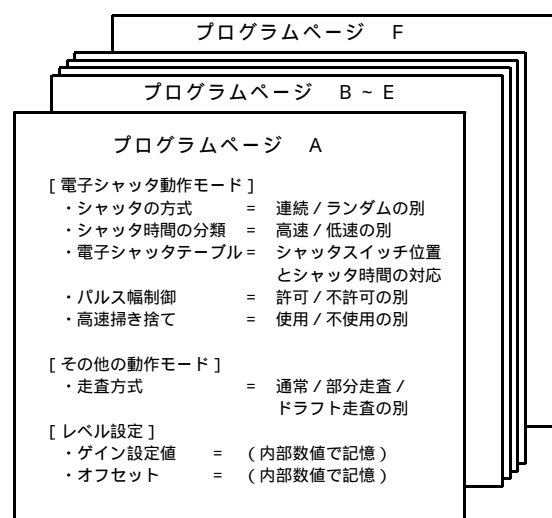 プログラムページ F
プログラムページ B ~ E
プログラムページ A
[ 電子シャッタ動作モード ]
・シャッタの方式 = 連続 / ランダムの別
・シャッタ時間の分類 = 高速 / 低速の別
・電子シャッタテーブル = シャッタスイッチ位置
とシャッタ時間の対応
・パルス幅制御 = 許可 / 不許可の別
・高速掃き捨て = 使用 / 不使用の別
[ その他の動作モード ]
・走査方式 = 通常 / 部分走査 /
ドラフト走査の別
[ レベル設定 ]
・ゲイン設定値 = ( 内部数値で記憶 )
・オフセット = ( 内部数値で記憶 )